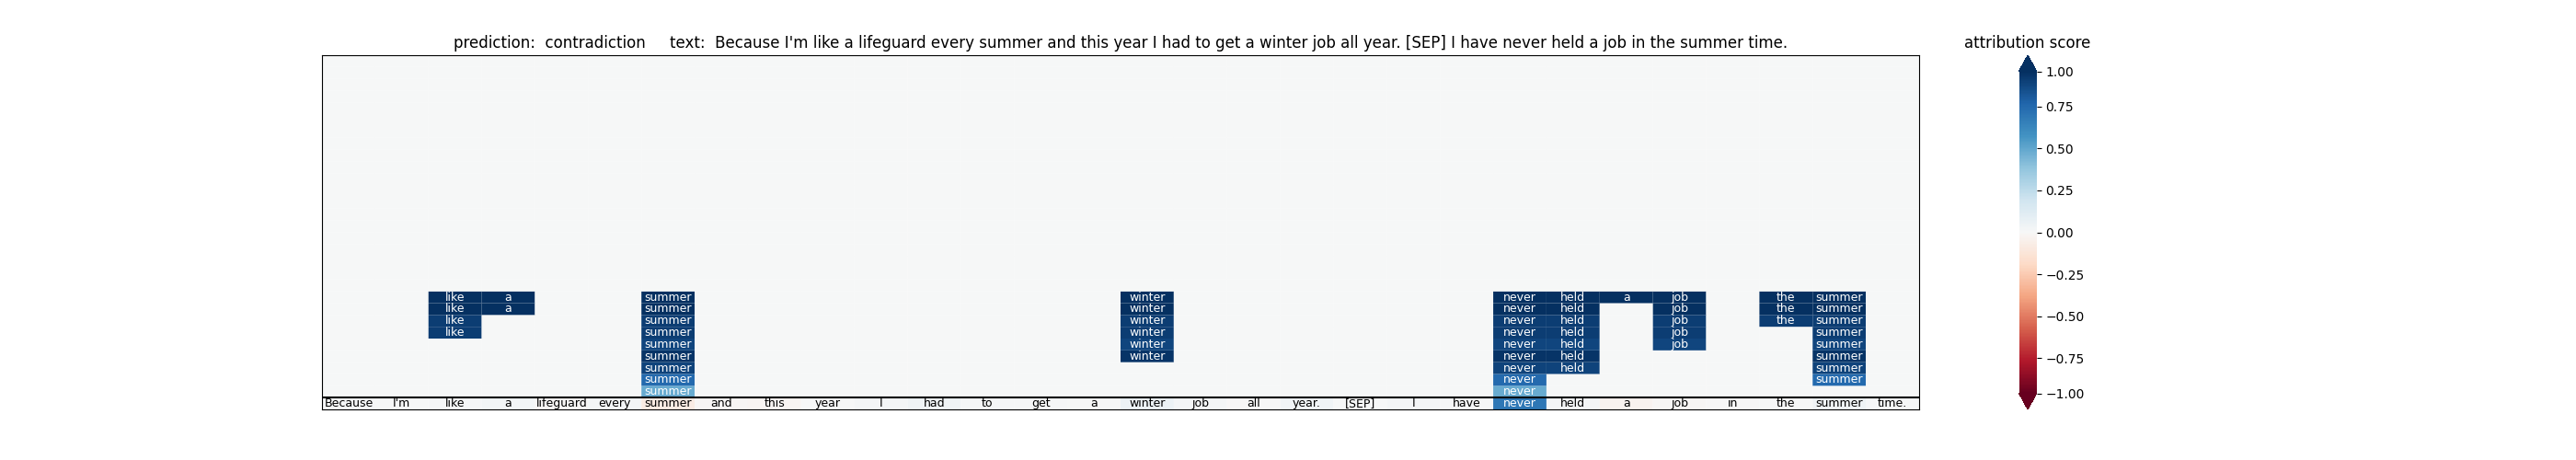 prediction:  contradiction     text:  Because I'm like a lifeguard every summer and this year I had to get a winter job all year. [SEP] I have never held a job in the summer time.
attribution score
1.00
0.75
0.50
0.25
0.00
−0.25
−0.50
−0.75
−1.00
like a summer winter never held a job the summer
like a summer winter never held job the summer
like summer winter never held job the summer
like summer winter never held job summer
summer winter never held job summer
summer winter never held summer
summer never held summer
summer never summer
summer never
Because I'm like a lifeguard every summer and this year I had to get a winter job all year. [SEP] I have never held a job in the summer time.